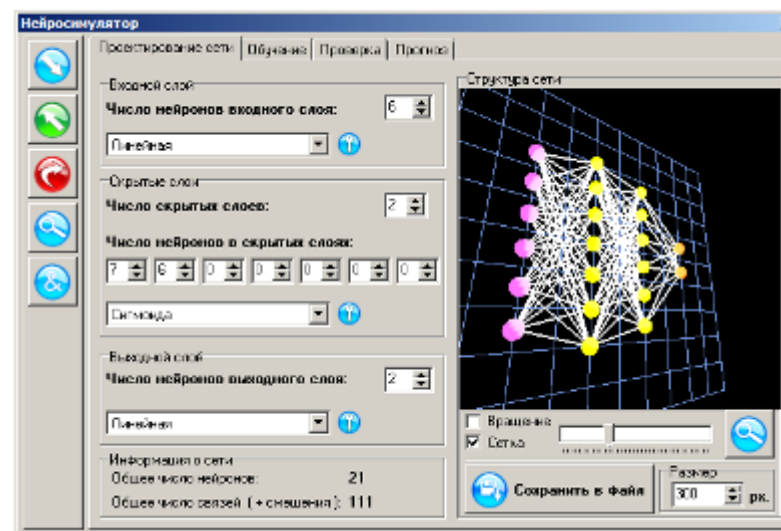 Нейросимулятор
Проектирование сети Обучение Проверка Прогноз
Входной слой
Число нейронов входного слоя: 6
Линейная
Скрытые слои
Число скрытых слоев: 2
Число нейронов в скрытых слоях:
7 6 0 0 0 0 0
Сигмоида
Выходной слой
Число нейронов выходного слоя: 2
Линейная
Информация о сети
Общее число нейронов: 21
Общее число связей (+смещения): 111
Структура сети
Вращение
Сетка
Сохранить в файл
Размер
300 рк.